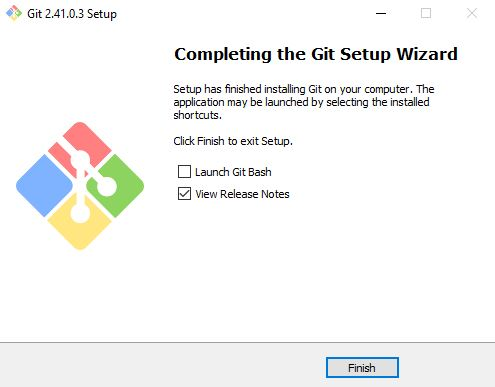 Git 2.41.0.3 Setup
Completing the Git Setup Wizard
Setup has finished installing Git on your computer. The
application may be launched by selecting the installed
shortcuts.
Click Finish to exit Setup.
Launch Git Bash
View Release Notes
Finish